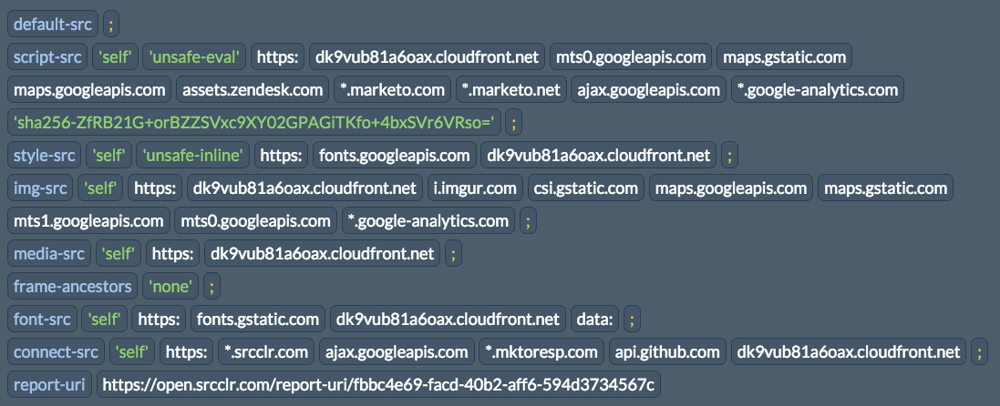 default-src ;
script-src 'self' 'unsafe-eval' https: dk9vub81a6oax.cloudfront.net mts0.googleapis.com maps.gstatic.com
maps.googleapis.com assets.zendesk.com *.marketo.com *.marketo.net ajax.googleapis.com *.google-analytics.com
'sha256-ZfRB21G+orBZZSVxc9XY02GPAGiTKfo+4bxSVr6VRso=' ;
style-src 'self' 'unsafe-inline' https: fonts.googleapis.com dk9vub81a6oax.cloudfront.net ;
img-src 'self' https: dk9vub81a6oax.cloudfront.net i.imgur.com csi.gstatic.com maps.googleapis.com maps.gstatic.com
mts1.googleapis.com mts0.googleapis.com *.google-analytics.com ;
media-src 'self' https: dk9vub81a6oax.cloudfront.net ;
frame-ancestors 'none' ;
font-src 'self' https: fonts.gstatic.com dk9vub81a6oax.cloudfront.net data: ;
connect-src 'self' https: *.srcclr.com ajax.googleapis.com *.mktoresp.com api.github.com dk9vub81a6oax.cloudfront.net ;
report-uri https://open.srcclr.com/report-uri/fbbc4e69-facd-40b2-aff6-594d3734567c